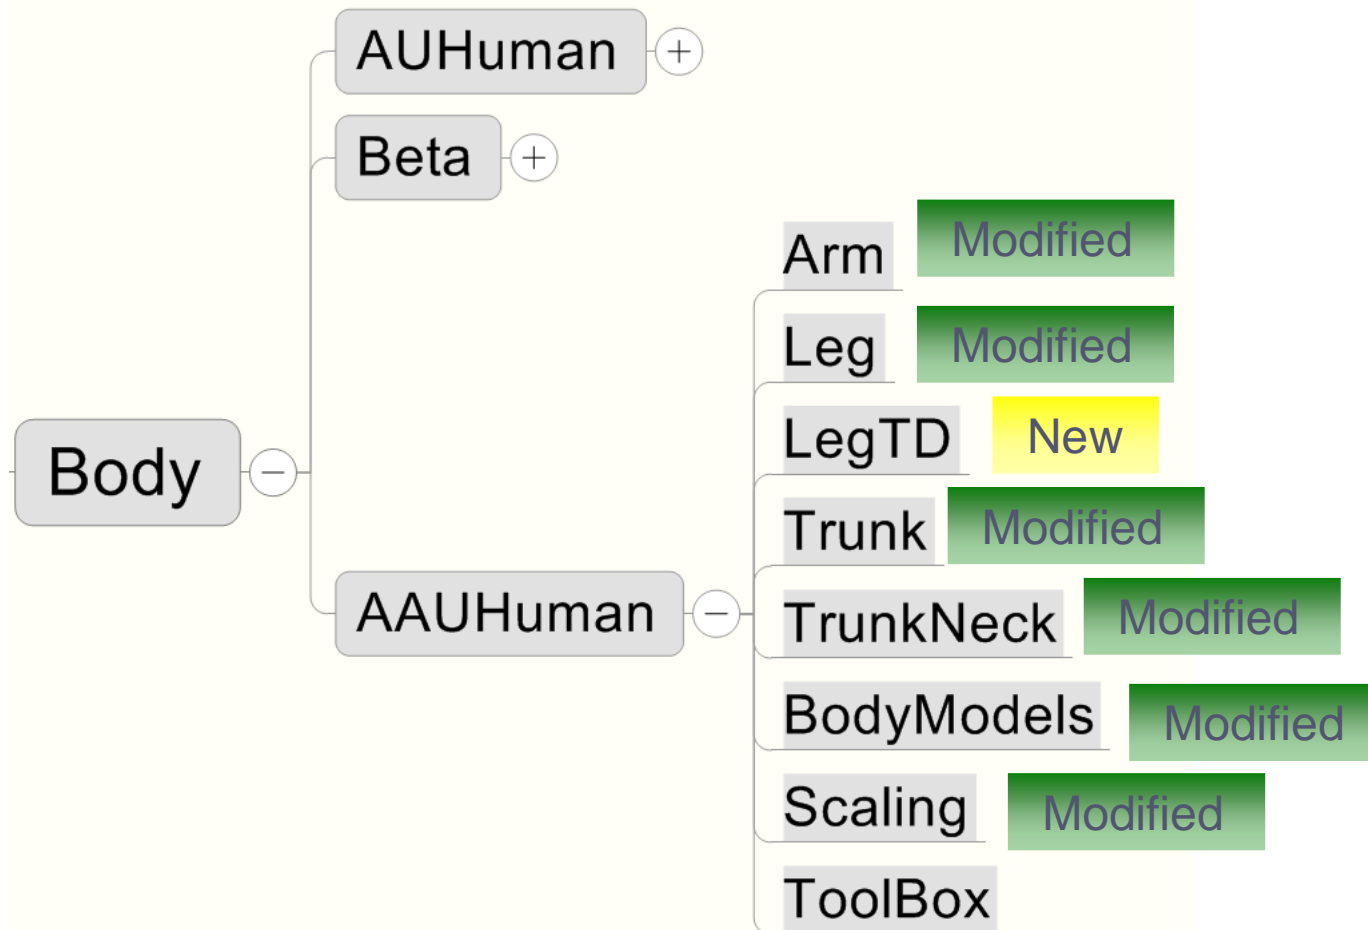 AUHuman
Beta
Arm Modified
Leg Modified
LegTD New
Body
Trunk Modified
AAUHuman
TrunkNeck Modified
BodyModels Modified
Scaling Modified
ToolBox